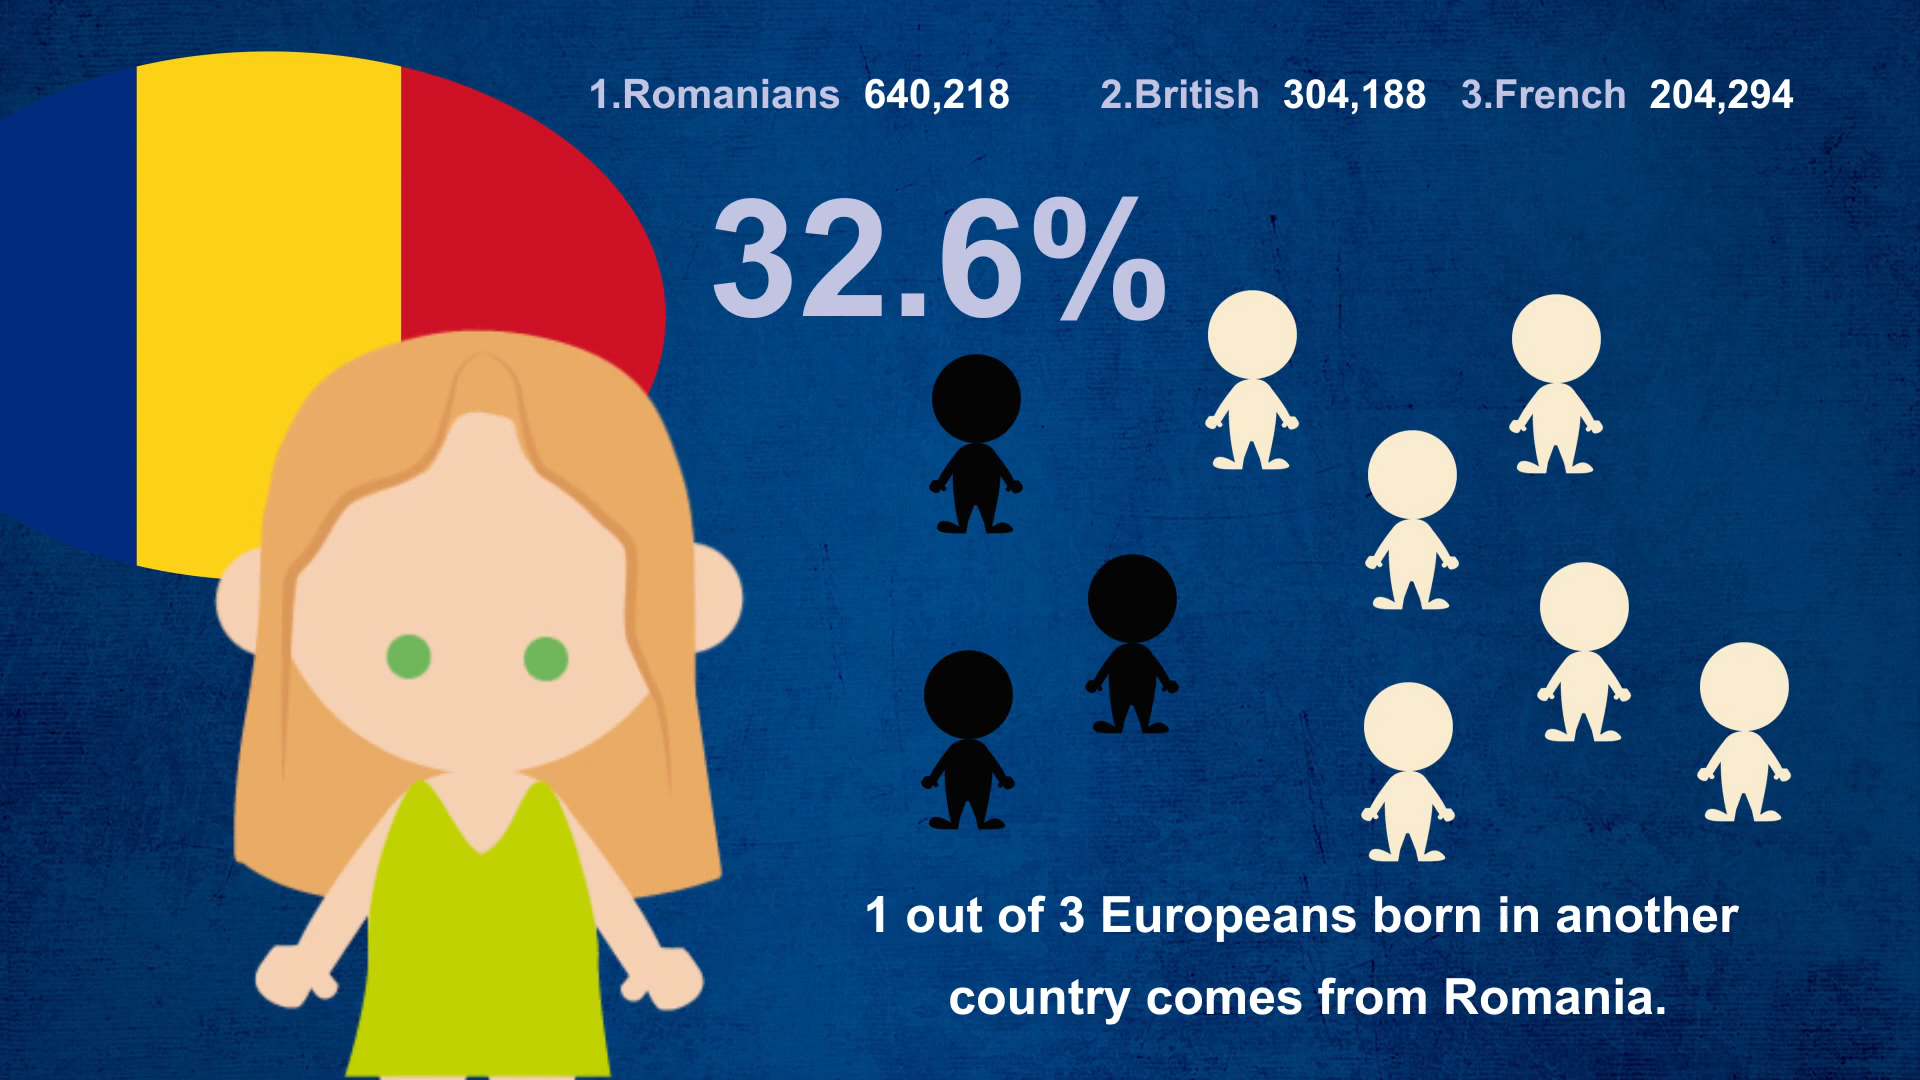 1.Romanians 640,218 2.British 304,188 3.French 204,294
32.6%
1 out of 3 Europeans born in another
country comes from Romania.